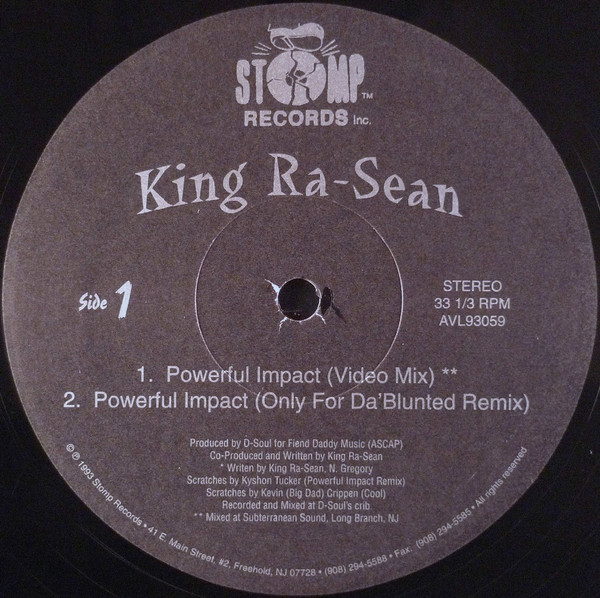 STOMP TM
RECORDS Inc.
King Ra-Sean
Side 1
STEREO
33 1/3 RPM
AVL93059
1. Powerful Impact (Video Mix) **
2. Powerful Impact (Only For Da'Blunted Remix)
Produced by D-Soul for Fiend Daddy Music (ASCAP)
Co-Produced and Written by King Ra-Sean
* Writen by King Ra-Sean, N. Gregory
Scratches by Kyshon Tucker (Powerful Impact Remix)
Scratches by Kevin (Big Dad) Grippen (Cool)
Recorded and Mixed at D-Soul's crib
** Mixed at Subterranean Sound, Long Branch, NJ
© ℗ 1993 Stomp Records • 41 E. Main Street, #2, Freehold, NJ 07728 • (908) 294-5588 • Fax: (908) 294-5585 • All rights reserved